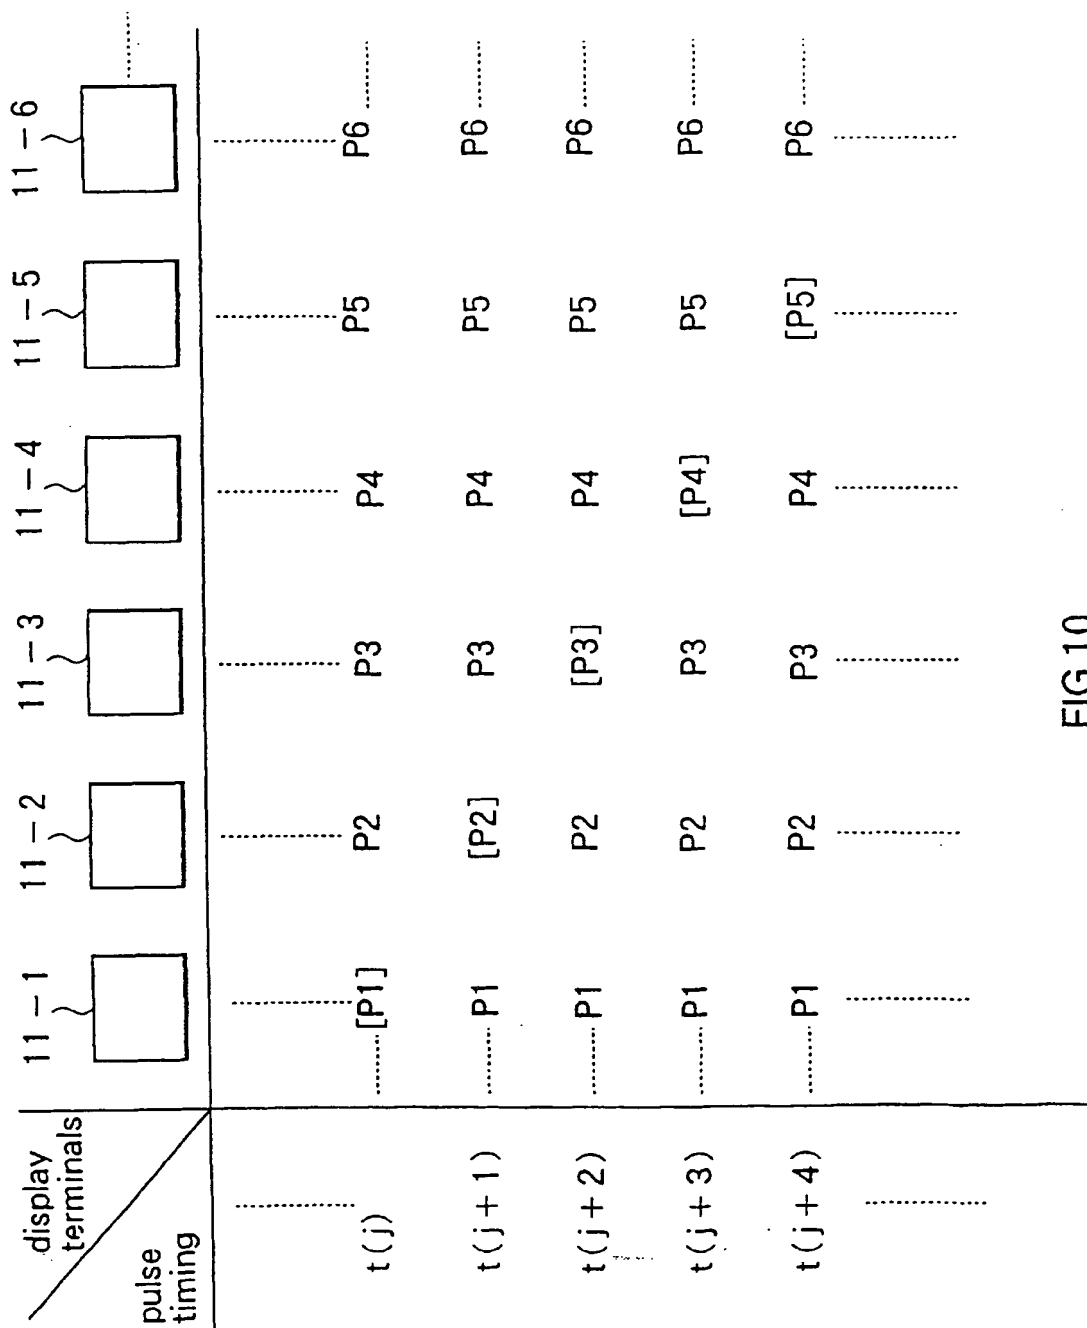 display
terminals
pulse
timing
11-1 11-2 11-3 11-4 11-5 11-6
t(j) [P1] P2 P3 P4 P5 P6
t(j+1) P1 [P2] P3 P4 P5 P6
t(j+2) P1 P2 [P3] P4 P5 P6
t(j+3) P1 P2 P3 [P4] P5 P6
t(j+4) P1 P2 P3 P4 [P5] P6
FIG.10